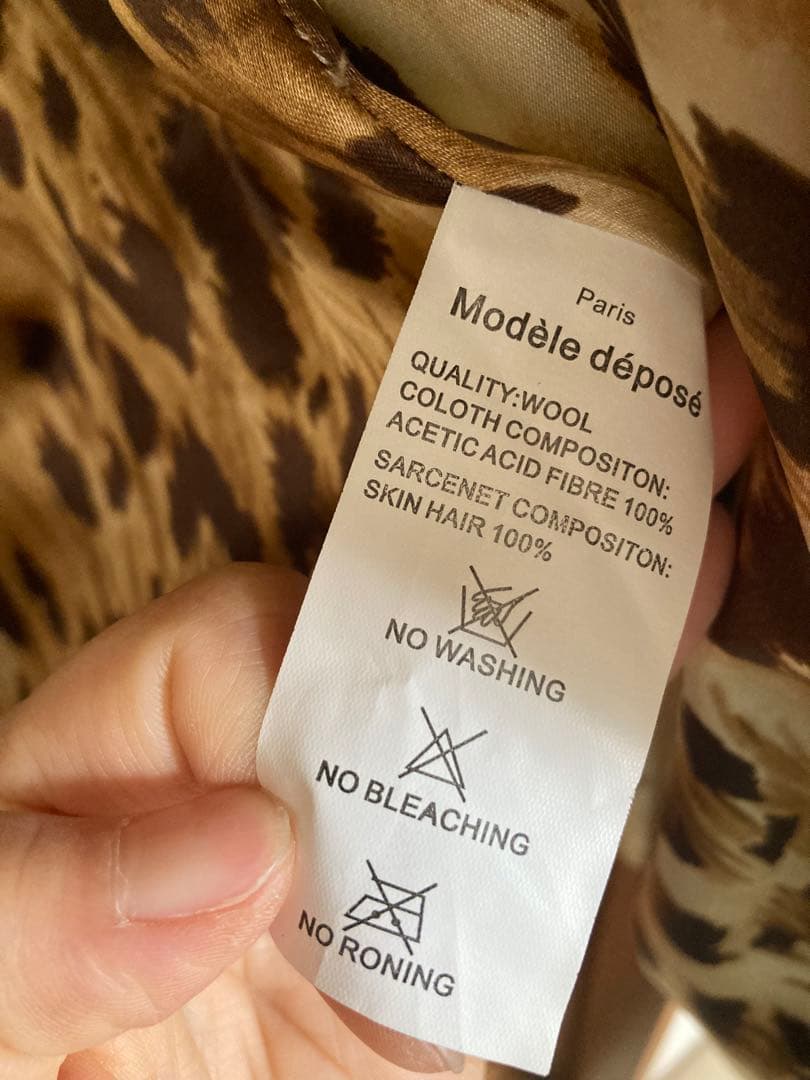 Paris
Modèle déposé
QUALITY:WOOL
COLOTH COMPOSITON:
ACETIC ACID FIBRE 100%
SARCENET COMPOSITON:
SKIN HAIR 100%
NO WASHING
NO BLEACHING
NO RONING